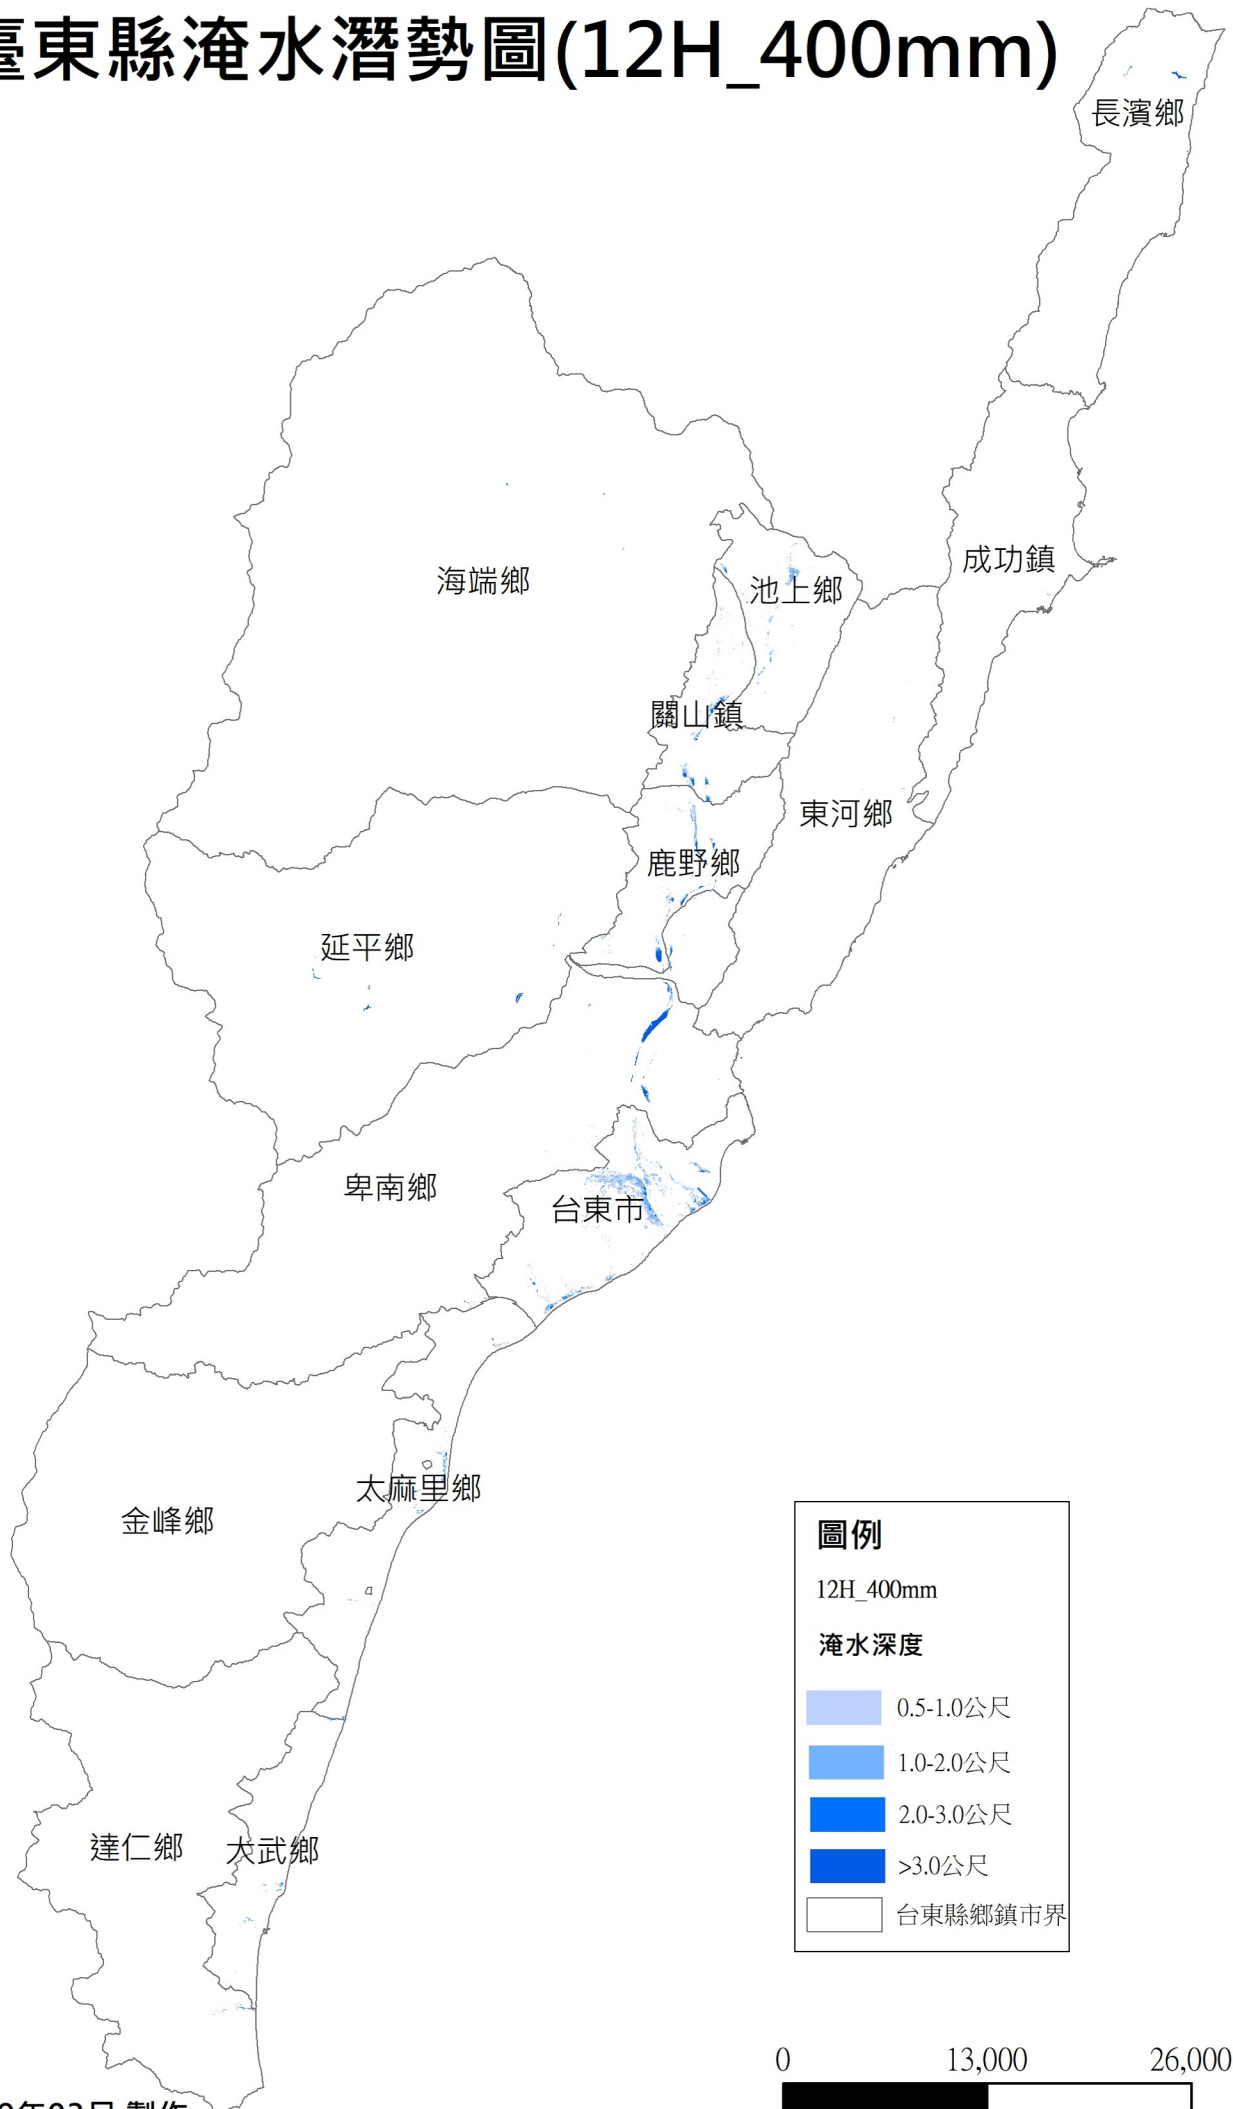 臺東縣淹水潛勢圖(12H_400mm)
長濱鄉
成功鎮
海端鄉
池上鄉
關山鎮
東河鄉
鹿野鄉
延平鄉
卑南鄉
台東市
太麻里鄉
金峰鄉
達仁鄉
大武鄉
圖例
12H_400mm
淹水深度
0.5-1.0公尺
1.0-2.0公尺
2.0-3.0公尺
>3.0公尺
台東縣鄉鎮市界
0 13,000 26,000